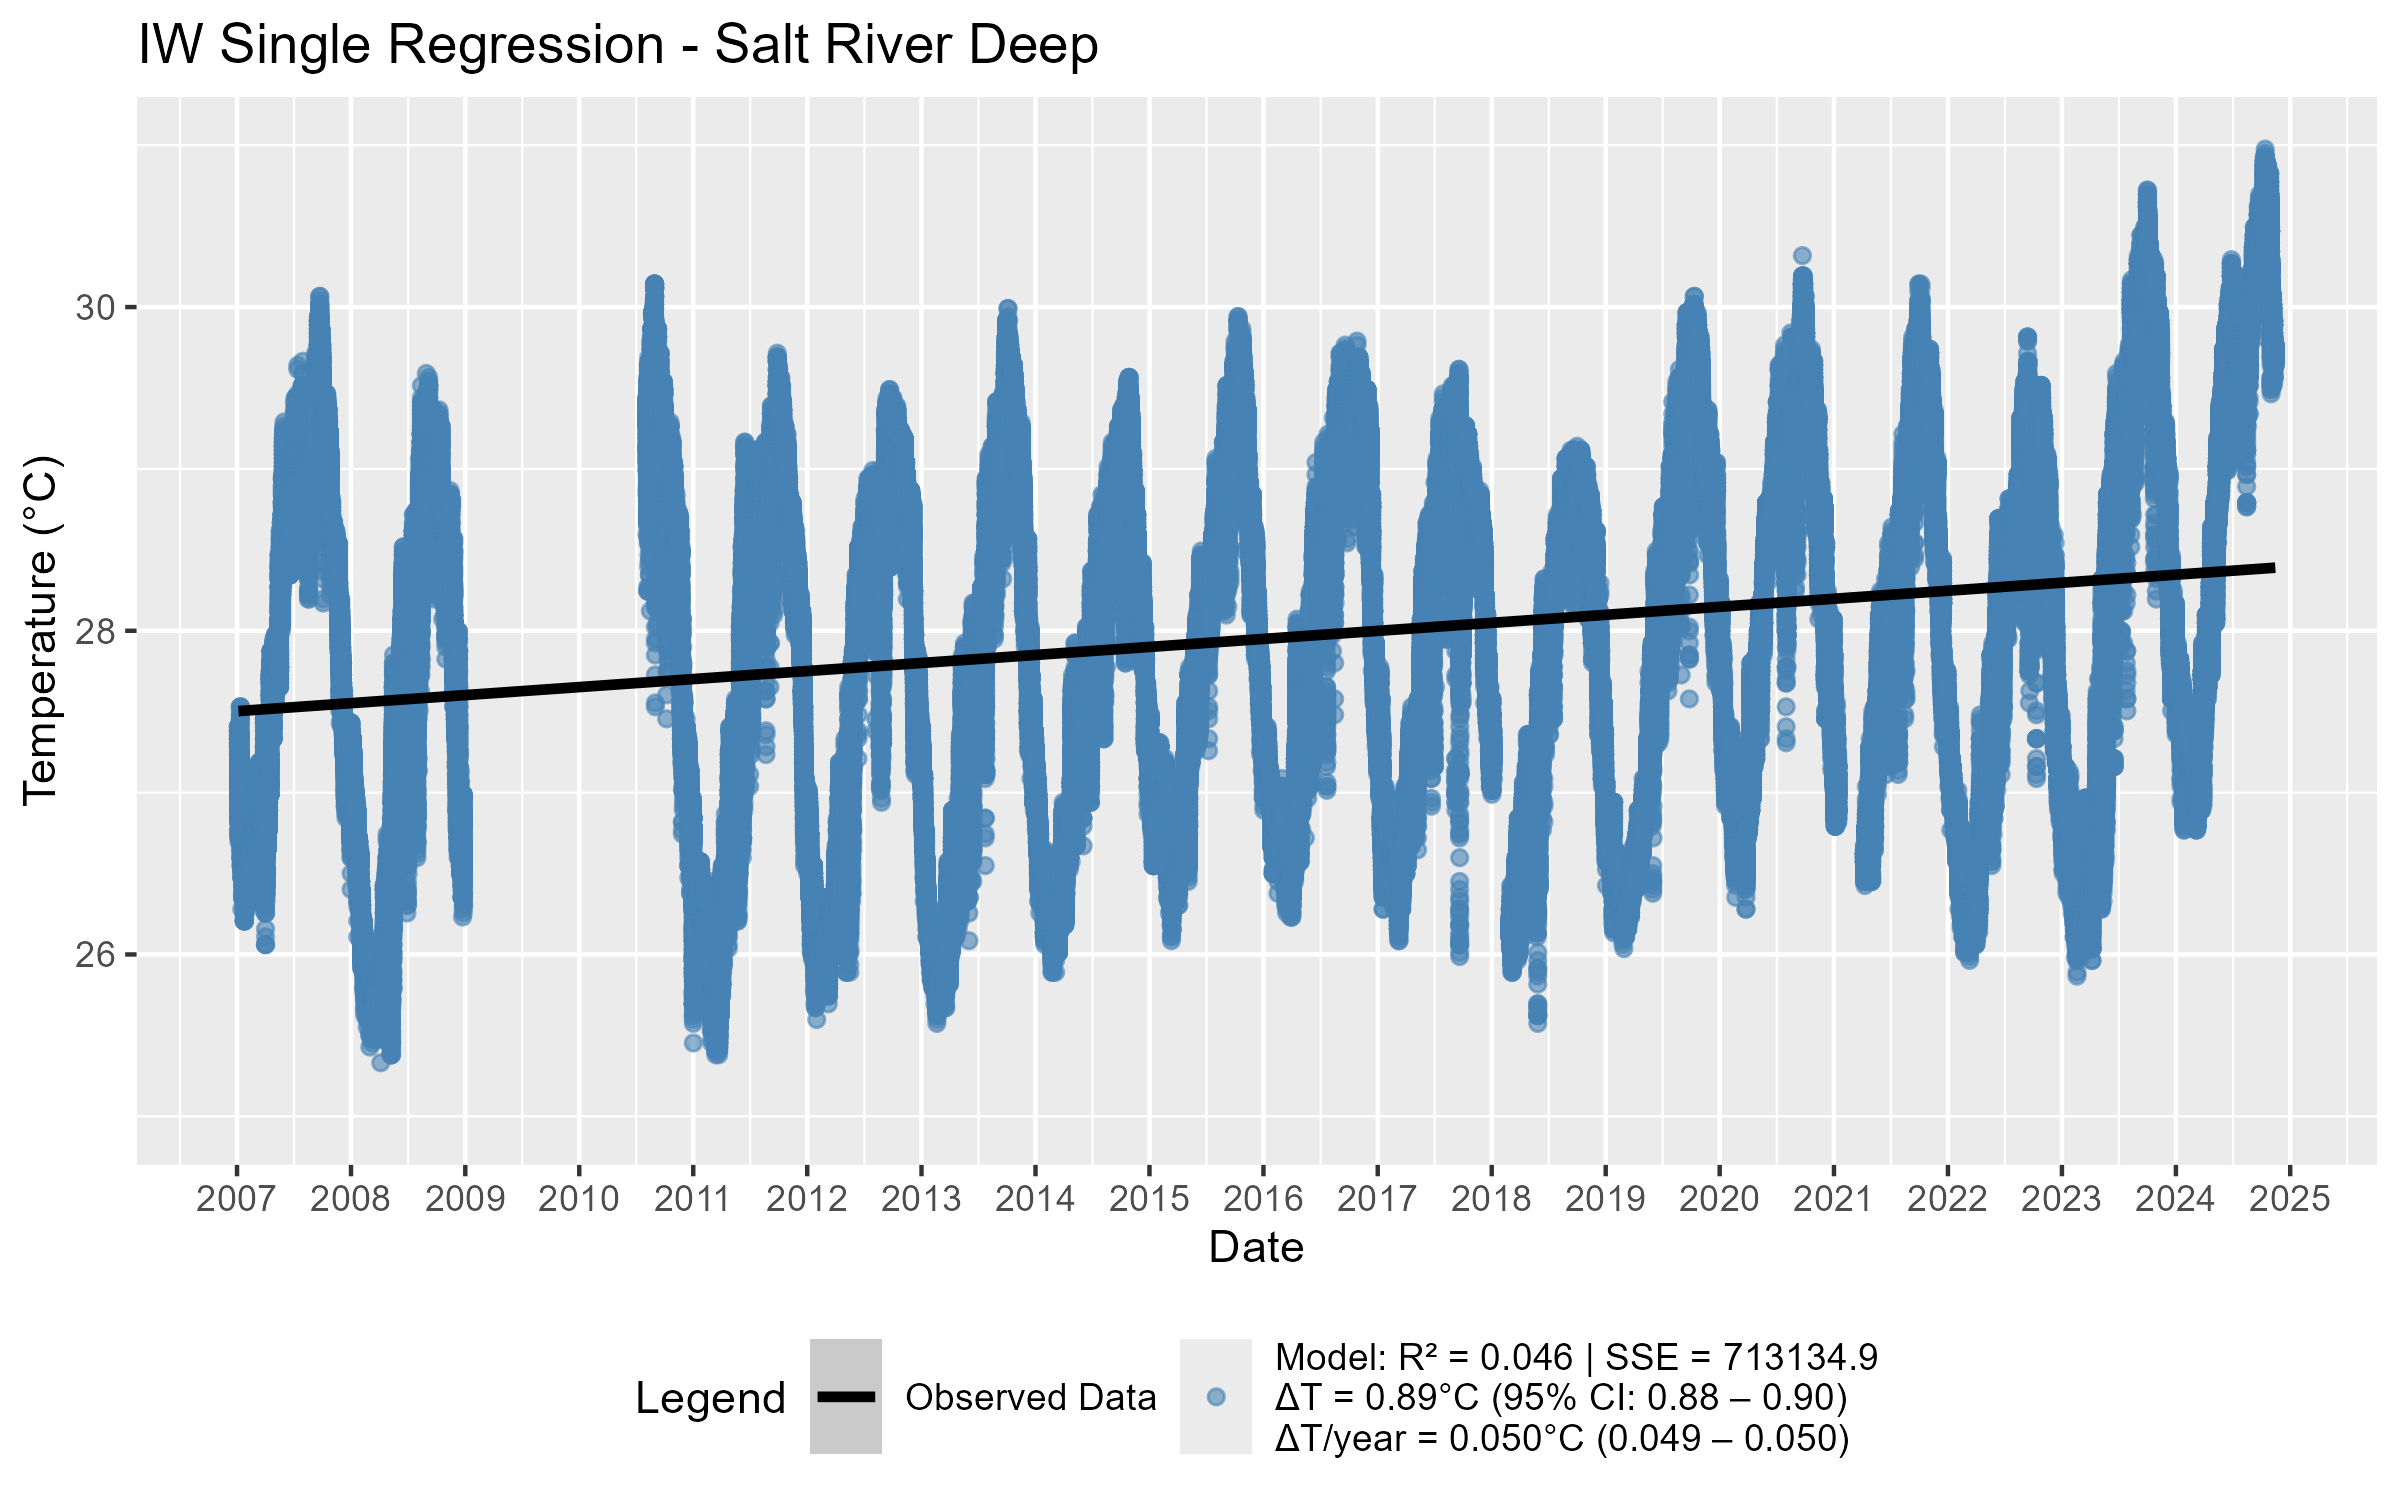 IW Single Regression - Salt River Deep
Temperature (°C)
30
28
26
2007 2008 2009 2010 2011 2012 2013 2014 2015 2016 2017 2018 2019 2020 2021 2022 2023 2024 2025
Date
Legend
Observed Data
Model: R² = 0.046 | SSE = 713134.9
ΔT = 0.89°C (95% CI: 0.88 – 0.90)
ΔT/year = 0.050°C (0.049 – 0.050)